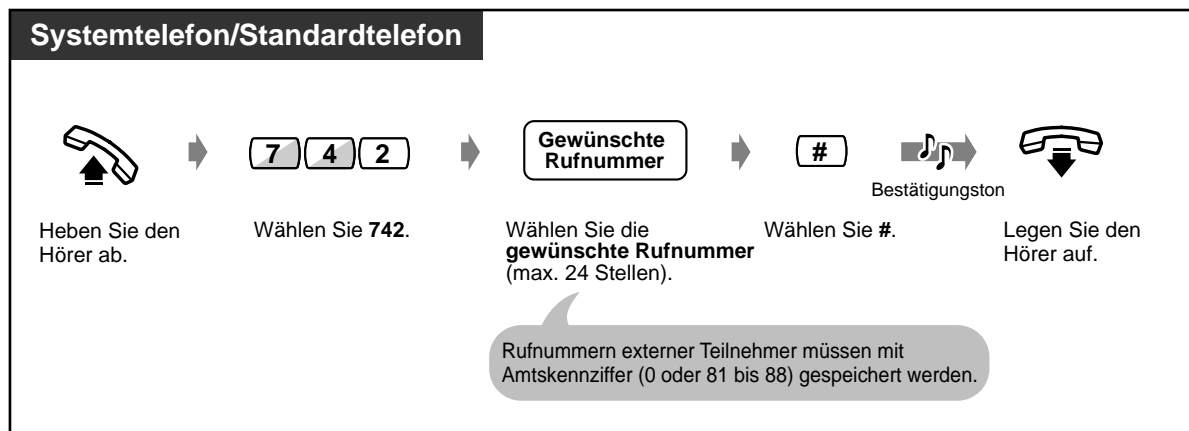 Systemtelefon/Standardtelefon
7 4 2
Gewünschte
Rufnummer
#
Bestätigungston
Heben Sie den
Hörer ab.
Wählen Sie 742.
Wählen Sie die
gewünschte Rufnummer
(max. 24 Stellen).
Wählen Sie #.
Legen Sie den
Hörer auf.
Rufnummern externer Teilnehmer müssen mit
Amtskennziffer (0 oder 81 bis 88) gespeichert werden.